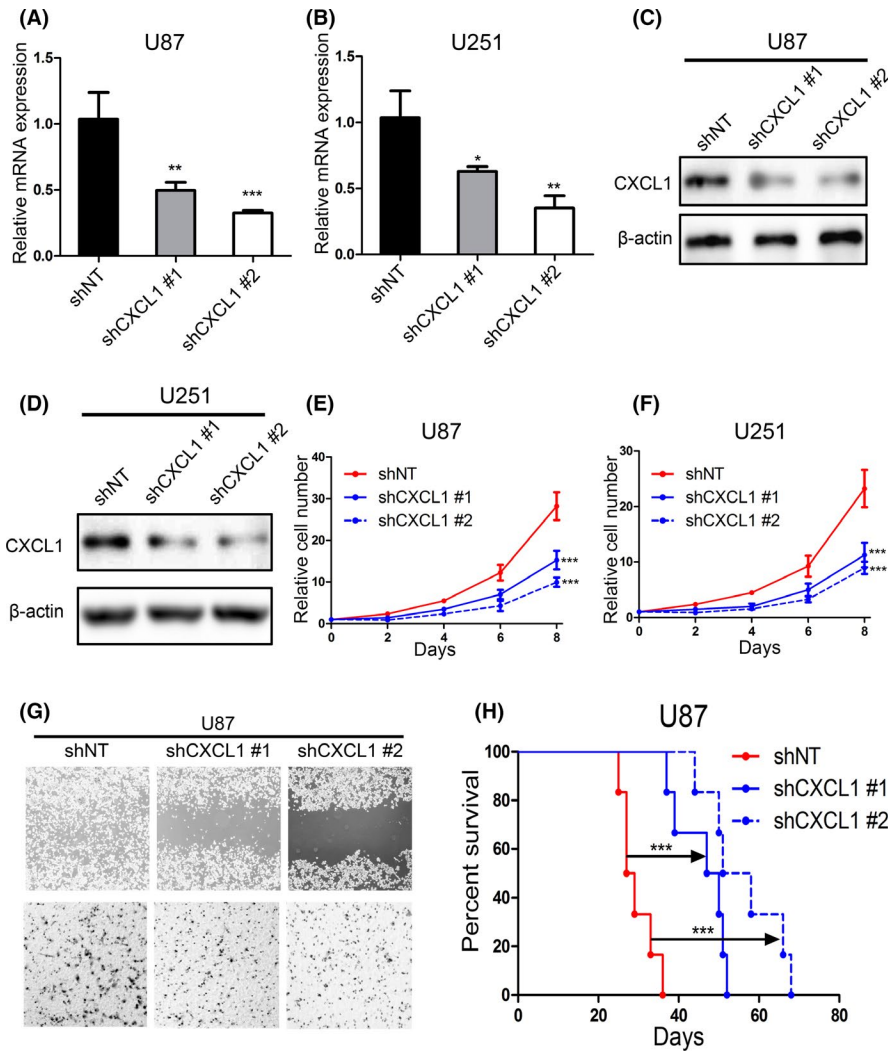 (A)
U87
Relative mRNA expression
1.5
1.0
0.5
0.0
**
***
shNT
shCXCL1 #1
shCXCL1 #2
(B)
U251
Relative mRNA expression
1.5
1.0
0.5
0.0
*
**
shNT
shCXCL1 #1
shCXCL1 #2
(C)
U87
shNT
shCXCL1 #1
shCXCL1 #2
CXCL1
β-actin
(D)
U251
shNT
shCXCL1 #1
shCXCL1 #2
CXCL1
β-actin
(E)
U87
Relative cell number
40
30
20
10
0
shNT
shCXCL1 #1
shCXCL1 #2
***
***
0 2 4 6 8
Days
(F)
U251
Relative cell number
30
20
10
0
shNT
shCXCL1 #1
shCXCL1 #2
***
***
0 2 4 6 8
Days
(G)
U87
shNT shCXCL1 #1 shCXCL1 #2
(H)
U87
Percent survival
100
80
60
40
20
0
shNT
shCXCL1 #1
shCXCL1 #2
***
***
0 20 40 60 80
Days